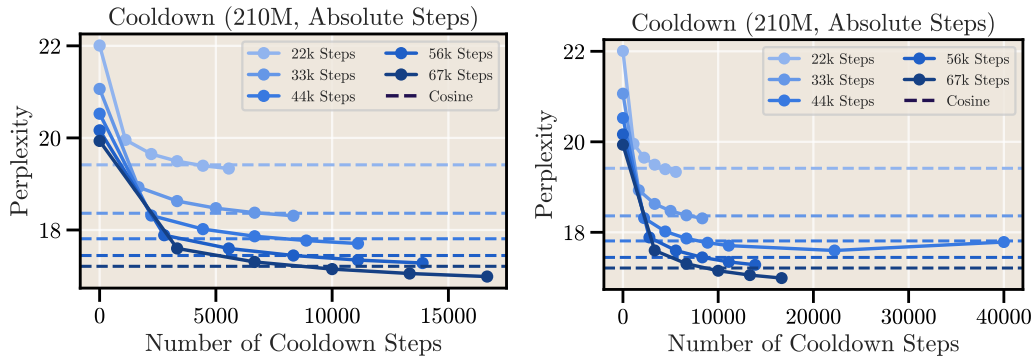 Cooldown (210M, Absolute Steps)
22
20
18
Perplexity
22k Steps
33k Steps
44k Steps
56k Steps
67k Steps
Cosine
0
5000
10000
15000
Number of Cooldown Steps
Cooldown (210M, Absolute Steps)
22
20
18
Perplexity
22k Steps
33k Steps
44k Steps
56k Steps
67k Steps
Cosine
0
10000
20000
30000
40000
Number of Cooldown Steps